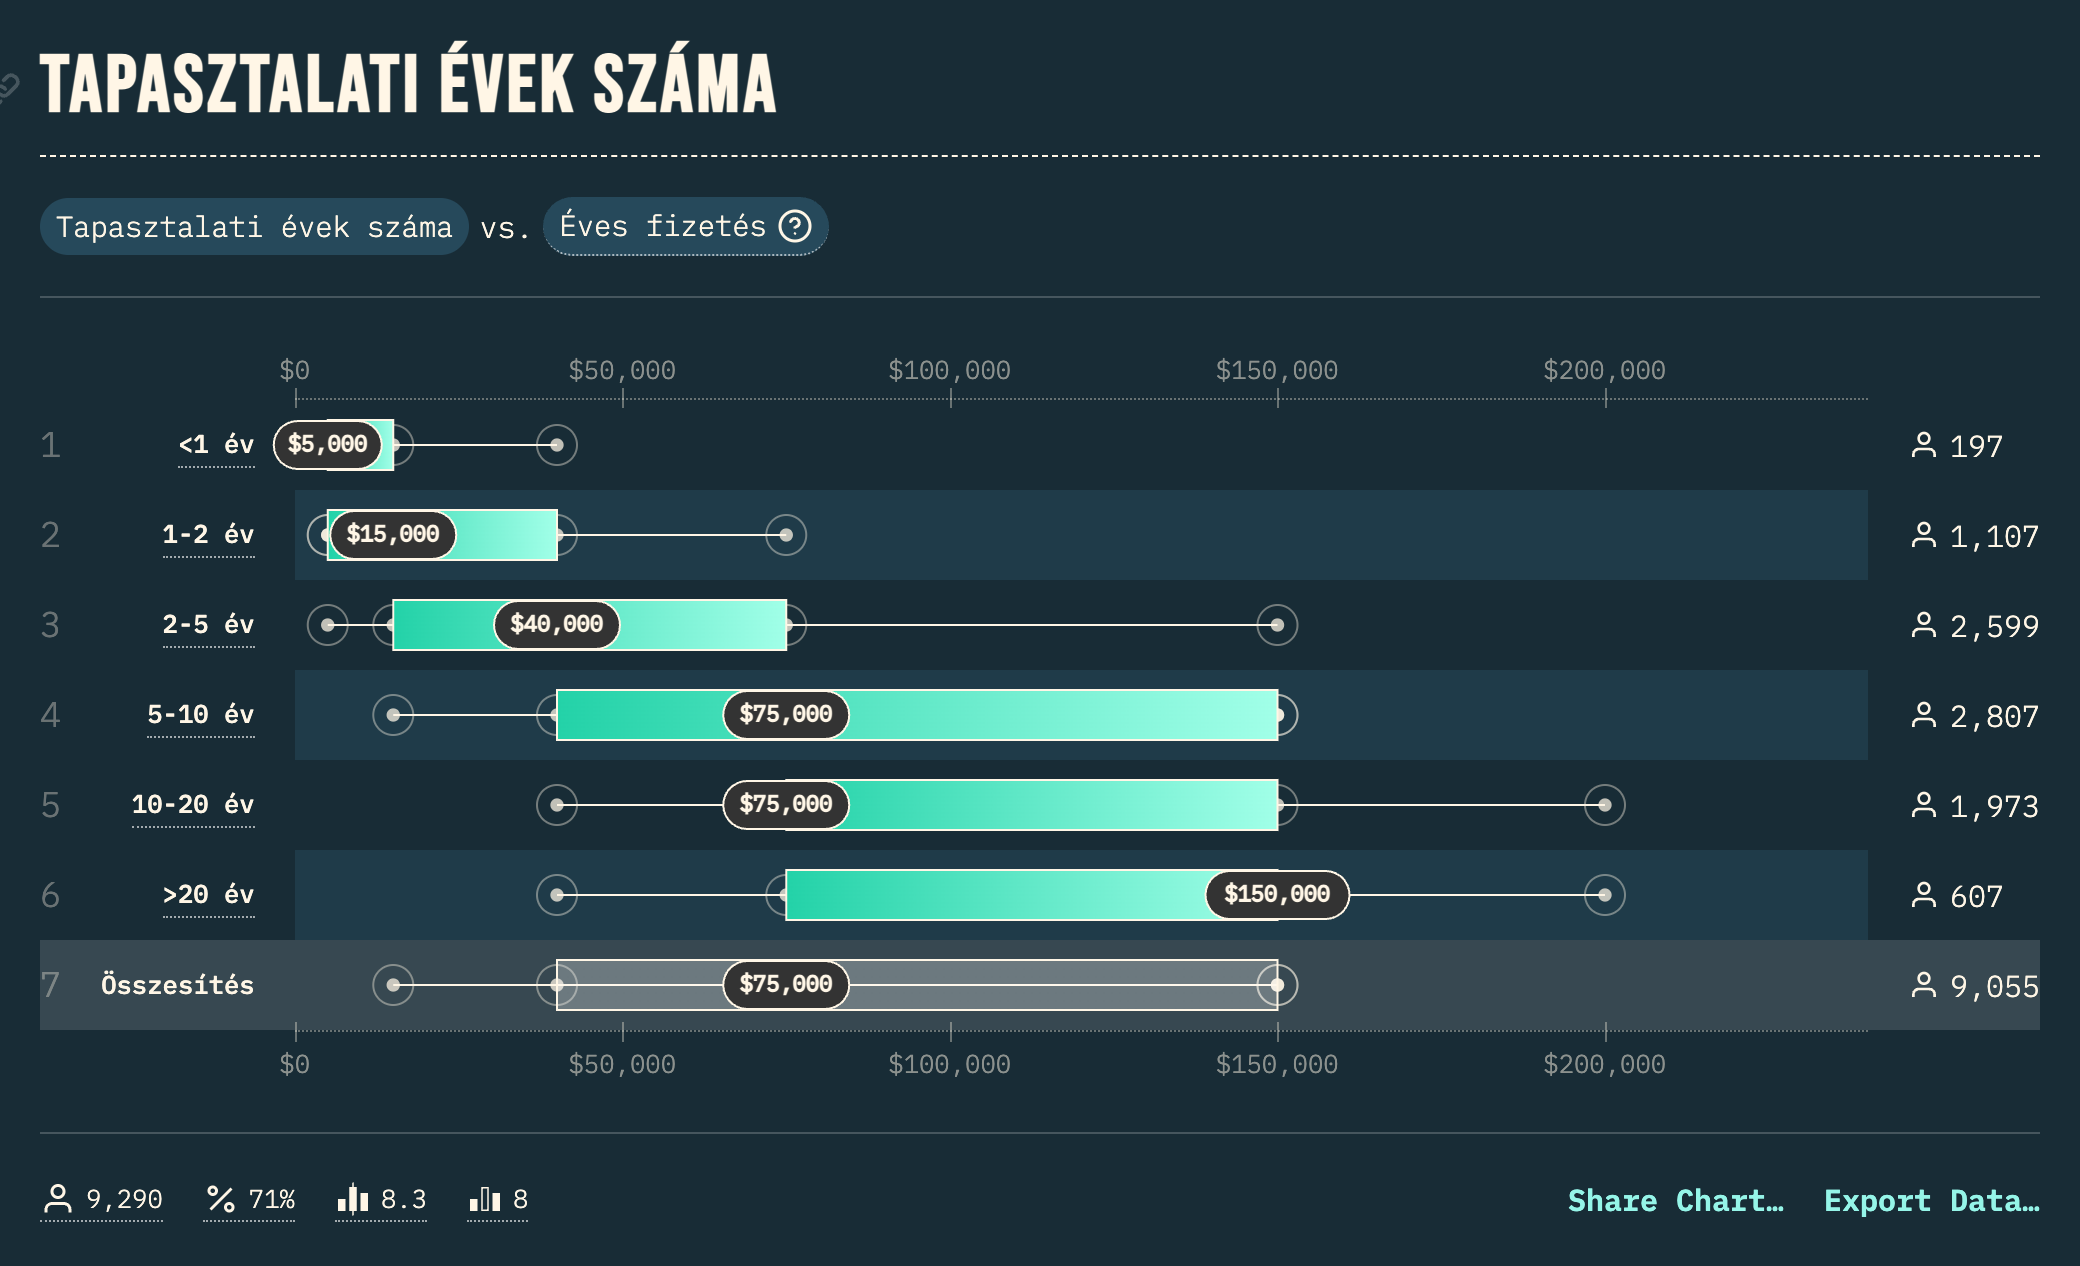 TAPASZTALATI ÉVEK SZÁMA
Tapasztalati évek száma vs. Éves fizetés ?
$0 $50,000 $100,000 $150,000 $200,000
1 <1 év $5,000 197
2 1-2 év $15,000 1,107
3 2-5 év $40,000 2,599
4 5-10 év $75,000 2,807
5 10-20 év $75,000 1,973
6 >20 év $150,000 607
7 Összesítés $75,000 9,055
$0 $50,000 $100,000 $150,000 $200,000
9,290 % 71% 8.3 8 Share Chart… Export Data…